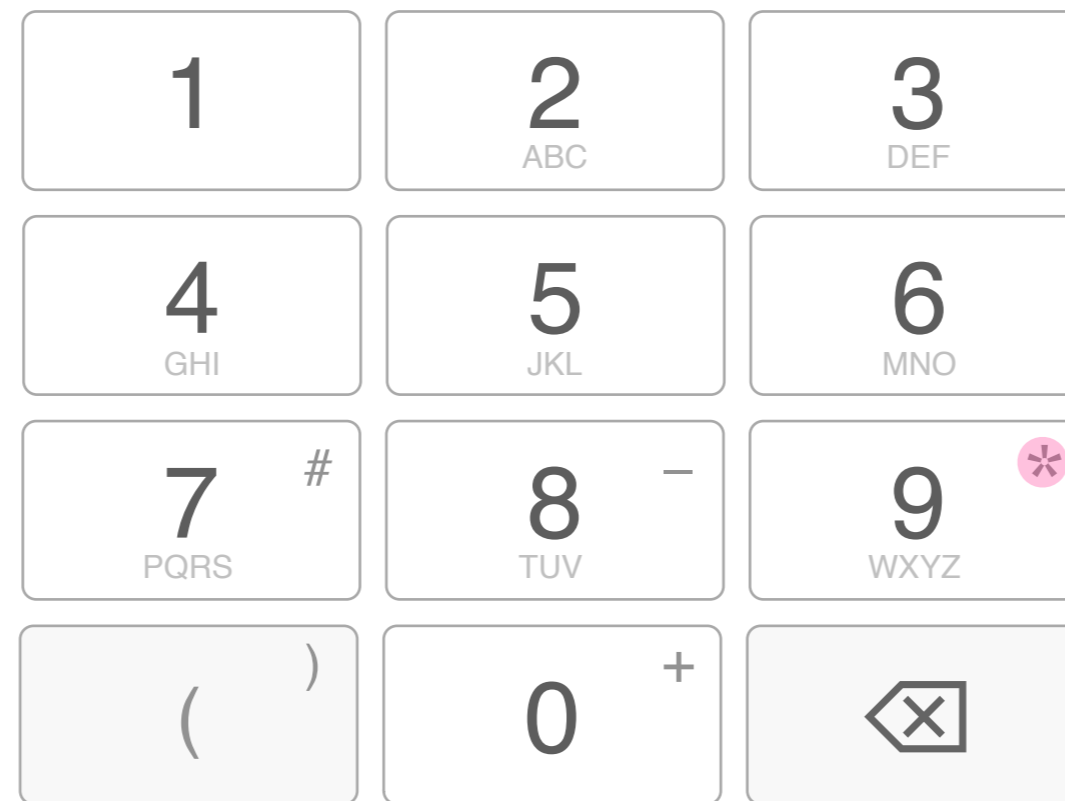 1 2 3
ABC DEF
4 5 6
GHI JKL MNO
7 # 8 – 9 *
PQRS TUV WXYZ
( ) 0 +